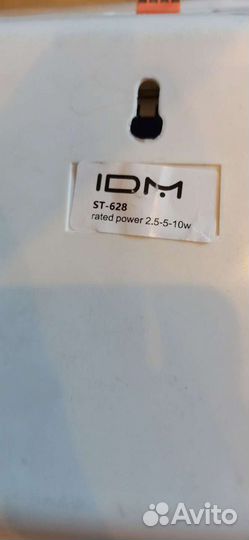 IDM
ST-628
rated power 2.5-5-10w
Avito